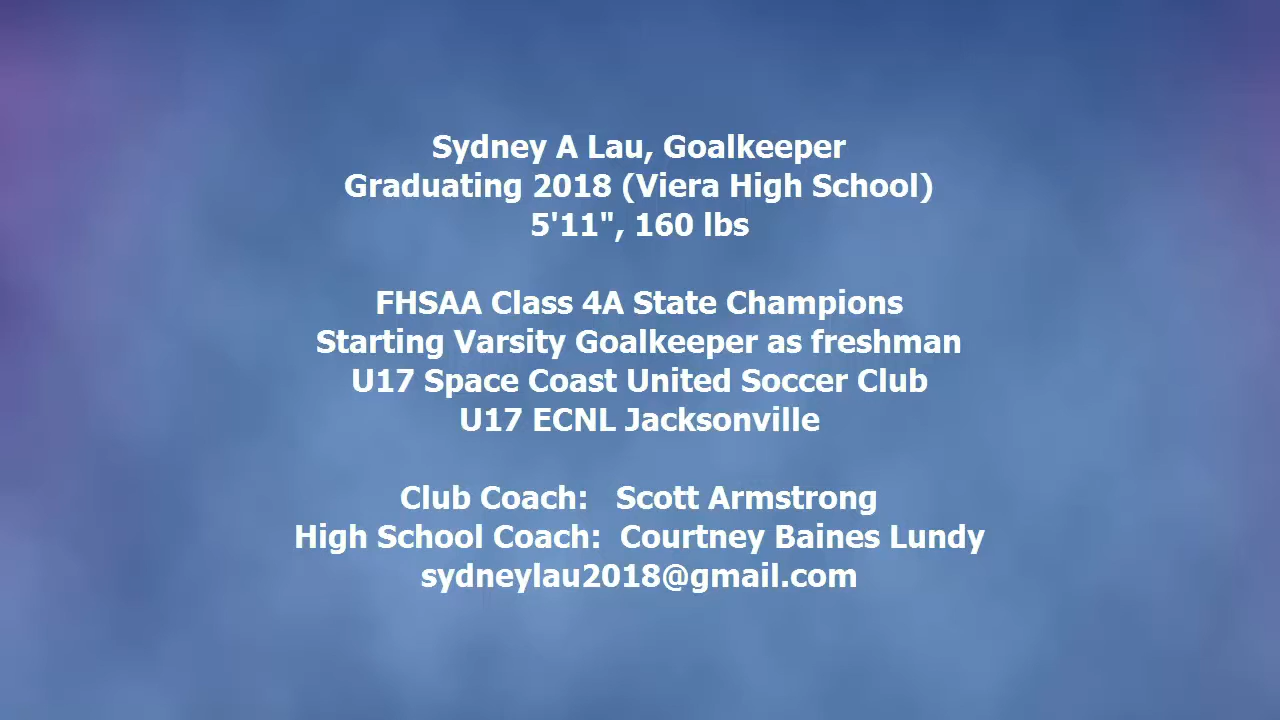 Sydney A Lau, Goalkeeper
Graduating 2018 (Viera High School)
5'11", 160 lbs
FHSAA Class 4A State Champions
Starting Varsity Goalkeeper as freshman
U17 Space Coast United Soccer Club
U17 ECNL Jacksonville
Club Coach:   Scott Armstrong
High School Coach:  Courtney Baines Lundy
sydneylau2018@gmail.com